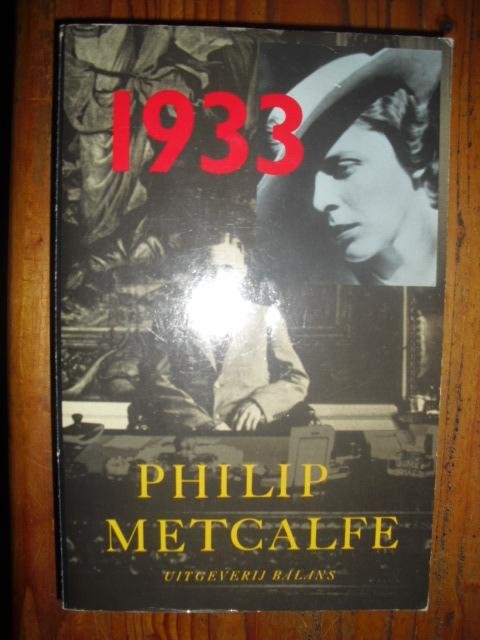 1933
PHILIP
METCALFE
UITGEVERIJ BALANS